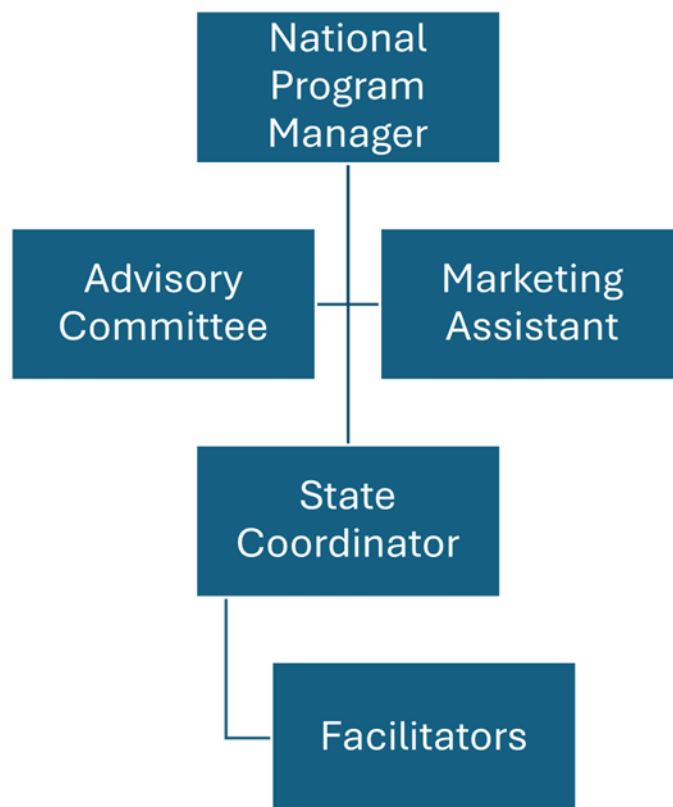 National
Program
Manager
Advisory
Committee
Marketing
Assistant
State
Coordinator
Facilitators